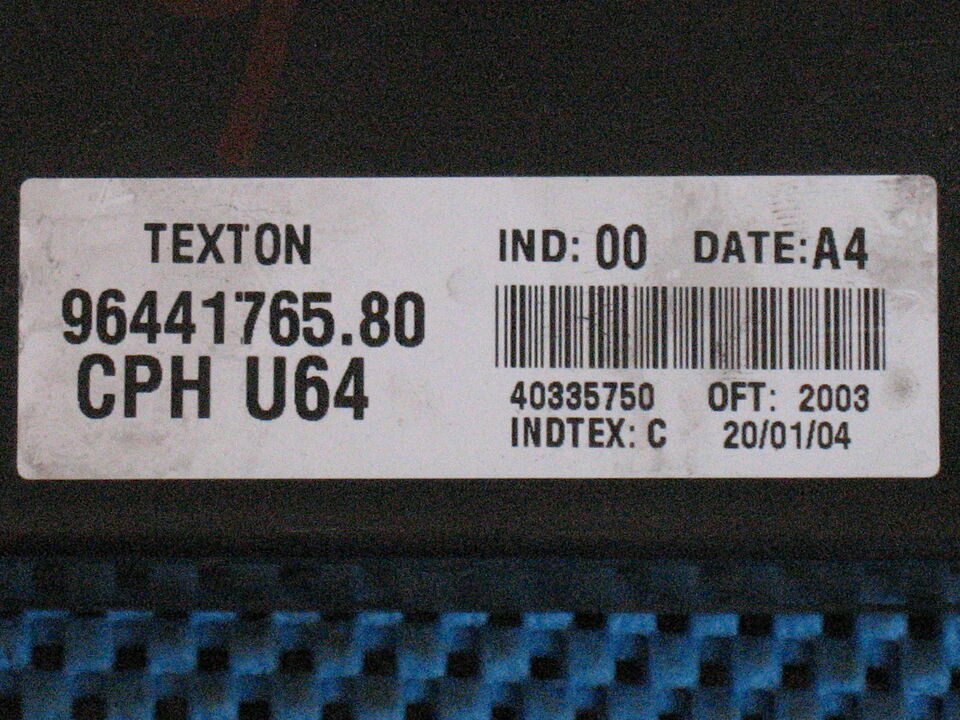 TEXTON
96441765.80
CPH U64
IND: 00 DATE: A4
40335750 OFT: 2003
INDTEX: C 20/01/04